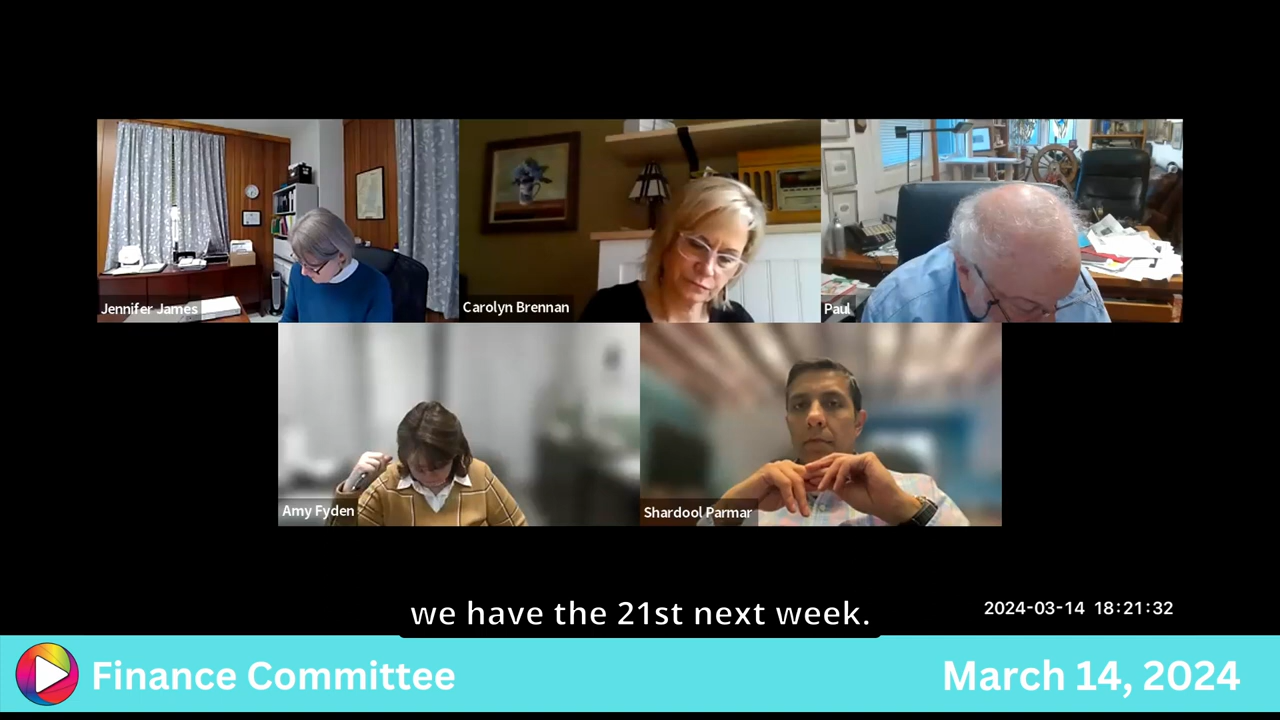 Jennifer James
Carolyn Brennan
Paul
Amy Fyden
Shardool Parmar
we have the 21st next week.
2024-03-14 18:21:32
Finance Committee
March 14, 2024